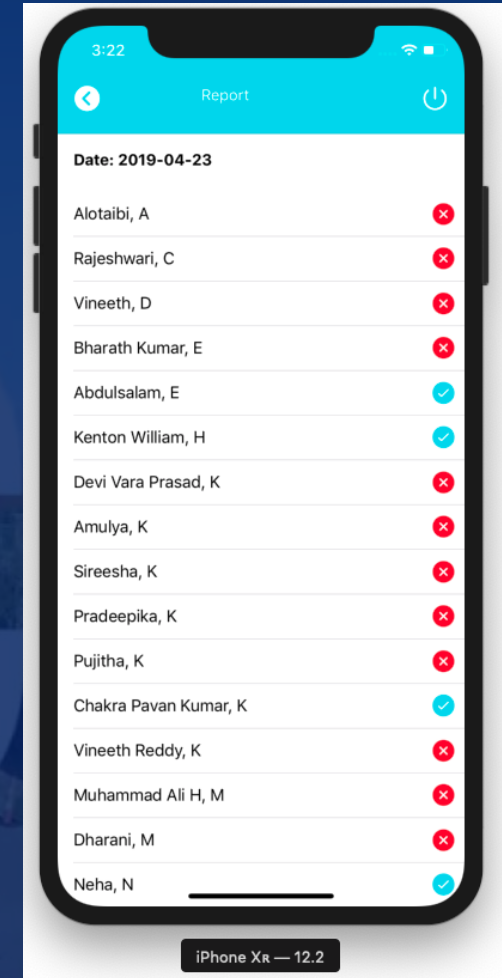 3:22
Report
Date: 2019-04-23
Alotaibi, A
Rajeshwari, C
Vineeth, D
Bharath Kumar, E
Abdulsalam, E
Kenton William, H
Devi Vara Prasad, K
Amulya, K
Sireesha, K
Pradeepika, K
Pujitha, K
Chakra Pavan Kumar, K
Vineeth Reddy, K
Muhammad Ali H, M
Dharani, M
Neha, N
iPhone Xʀ — 12.2